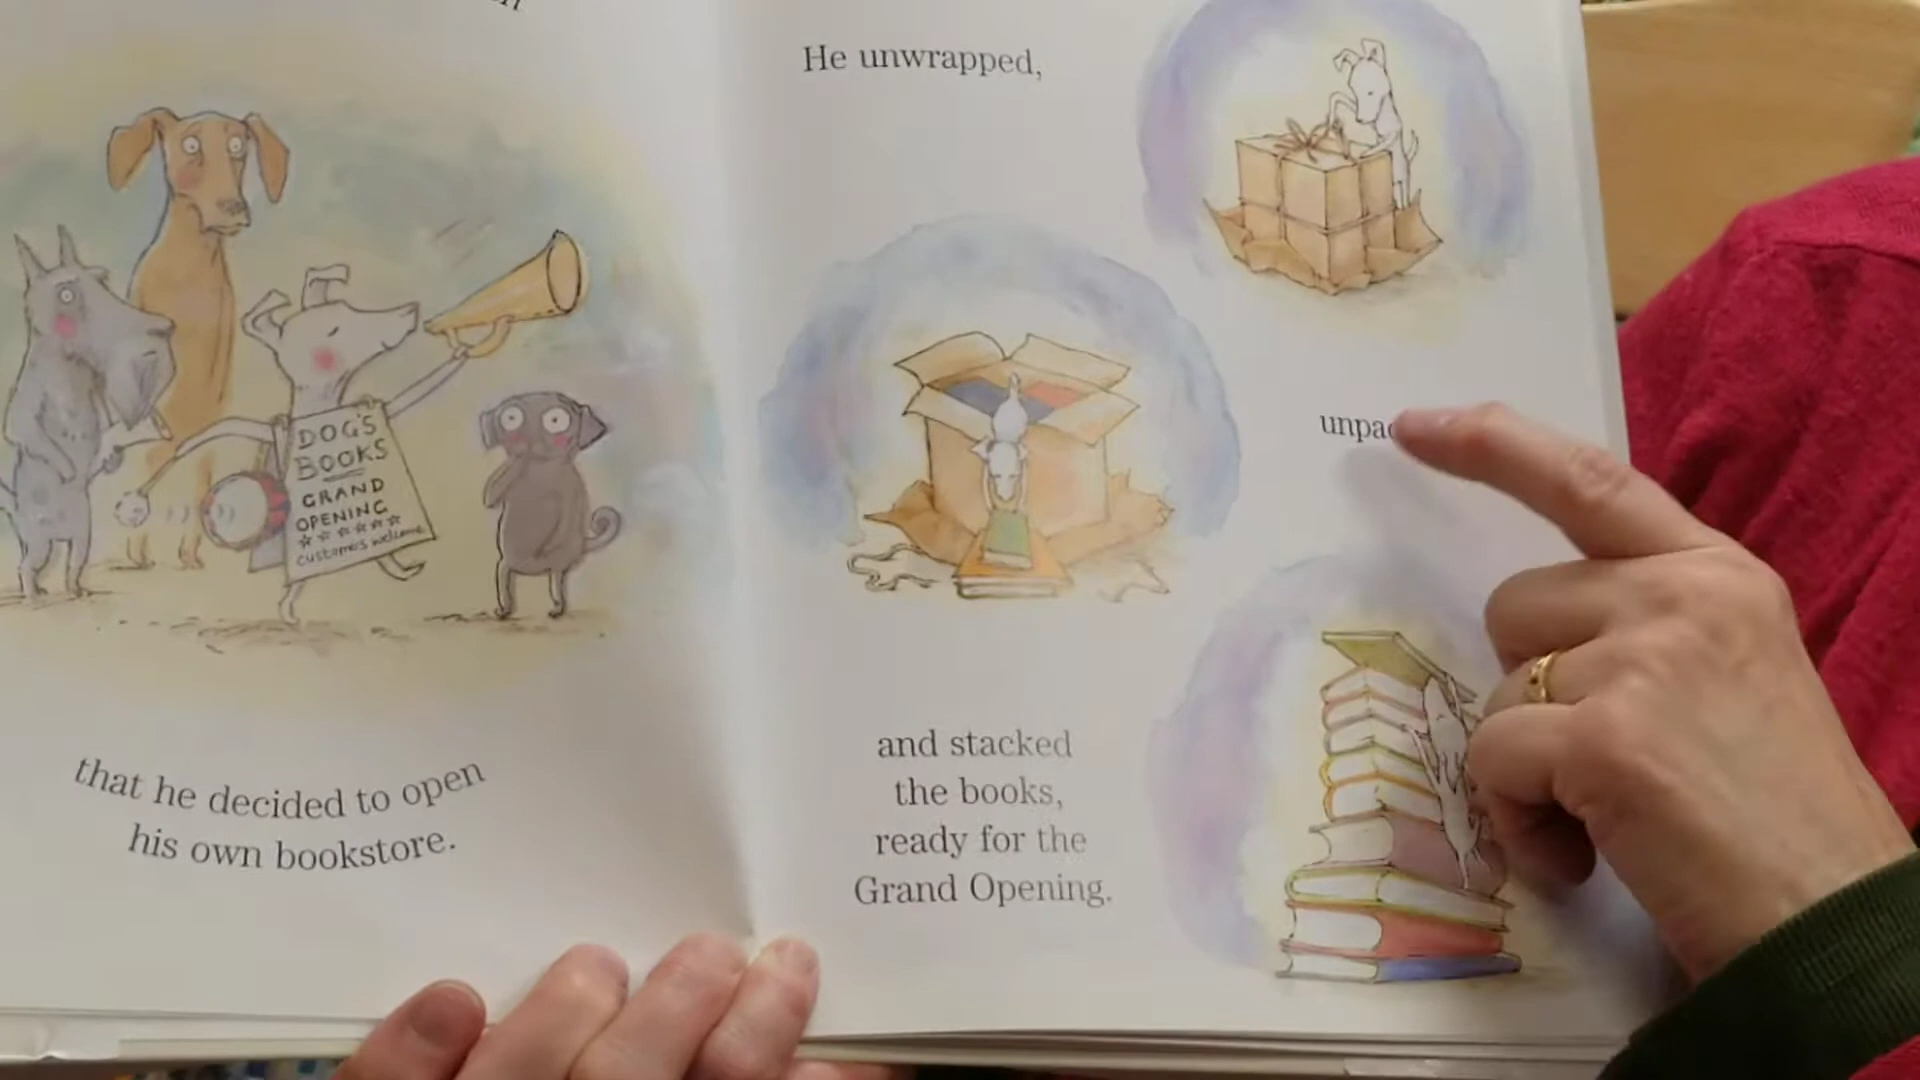 DOG'S
BOOKS
GRAND
OPENING
customers welcome
that he decided to open
his own bookstore.
He unwrapped,
and stacked
the books,
ready for the
Grand Opening.